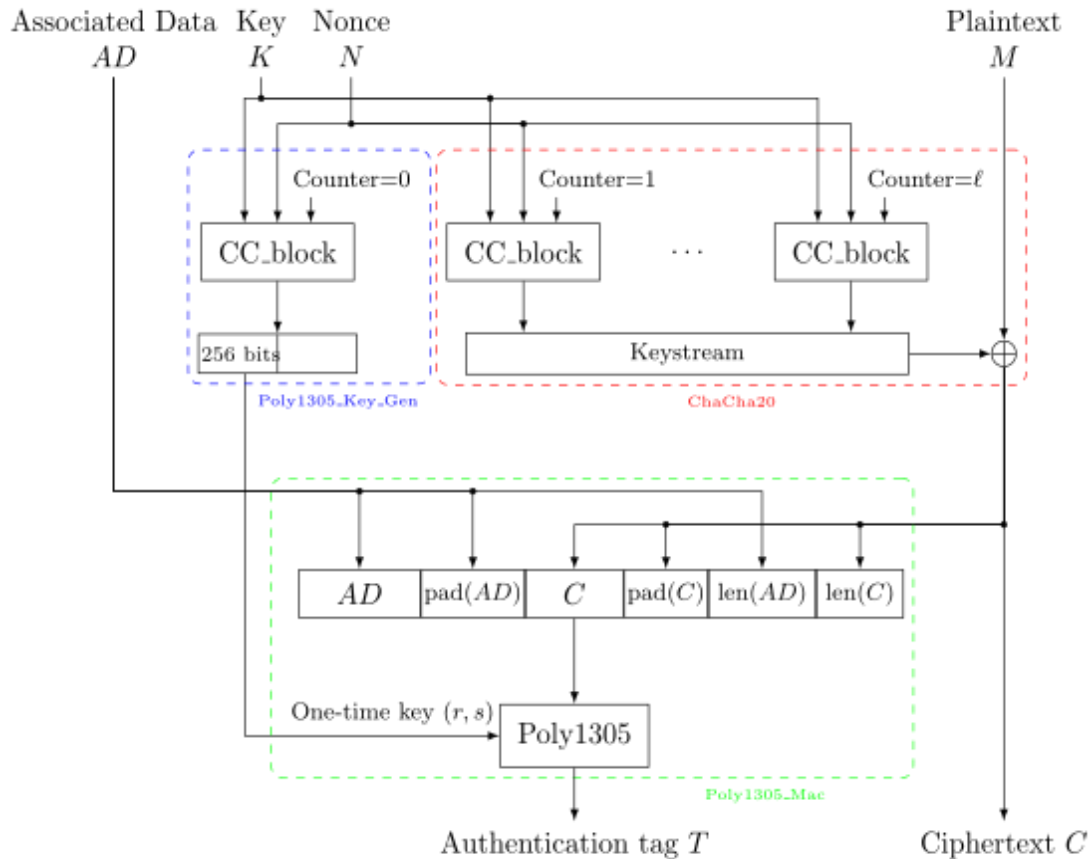 Associated Data Key Nonce Plaintext
AD K N M
Counter=0 Counter=1 Counter=ℓ
CC_block CC_block ... CC_block
256 bits Keystream
Poly1305_Key_Gen ChaCha20
AD pad(AD) C pad(C) len(AD) len(C)
One-time key (r, s)
Poly1305
Poly1305_Mac
Authentication tag T Ciphertext C